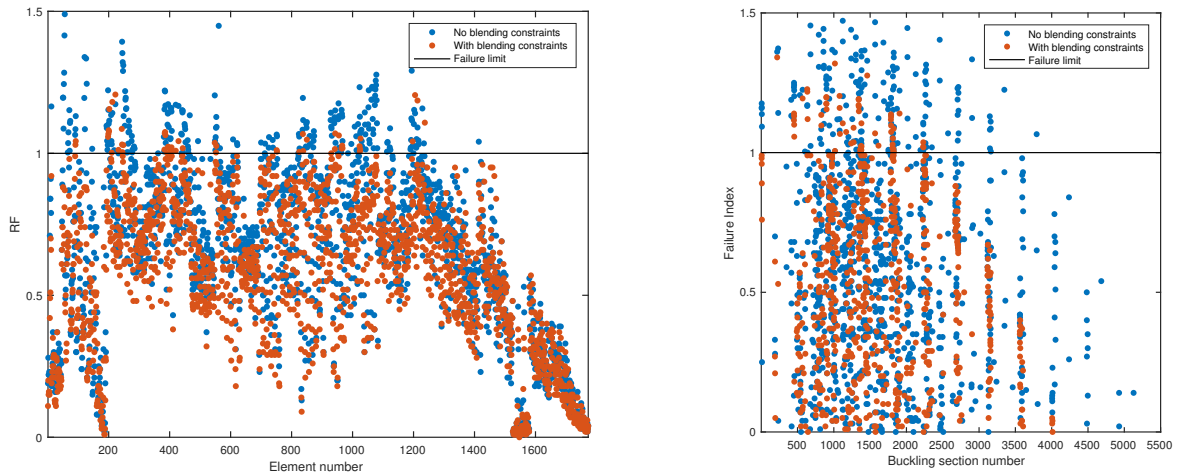 1.5
1
0.5
0
RF
200 400 600 800 1000 1200 1400 1600
Element number
No blending constraints
With blending constraints
Failure limit
1.5
1
0.5
0
Failure Index
500 1000 1500 2000 2500 3000 3500 4000 4500 5000 5500
Buckling section number
No blending constraints
With blending constraints
Failure limit